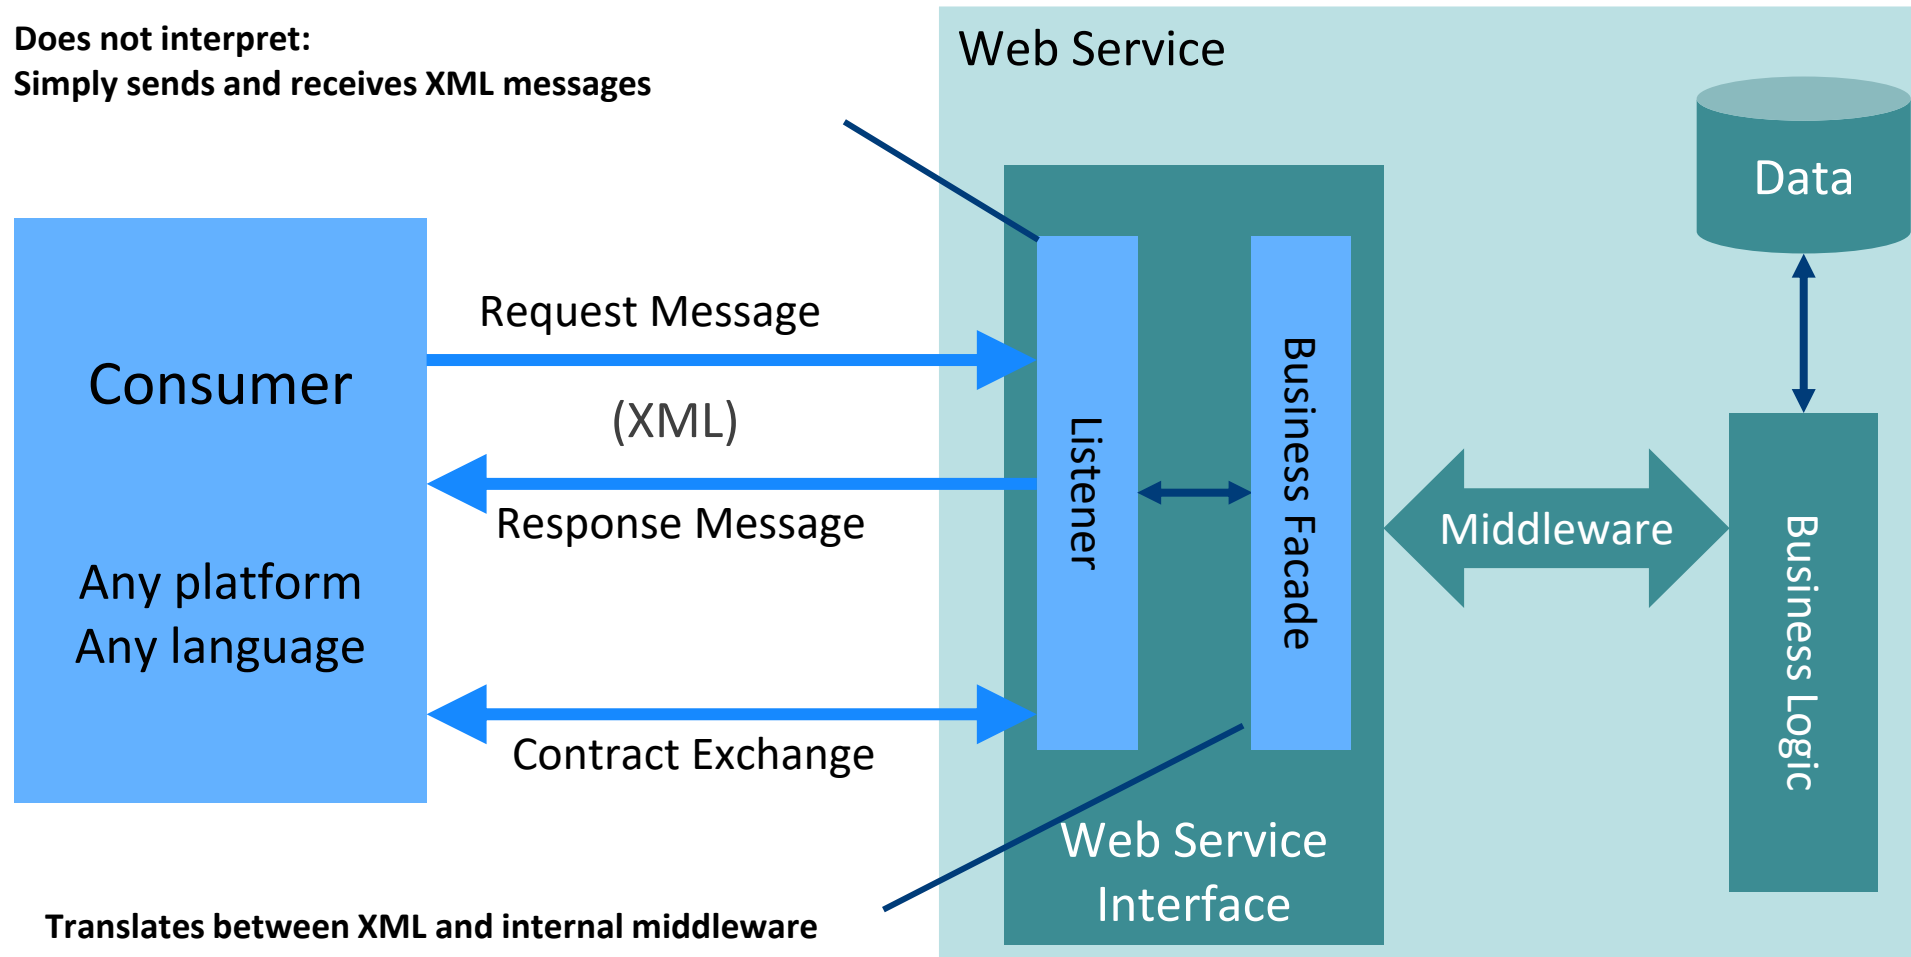 Does not interpret:
Simply sends and receives XML messages
Web Service
Data
Consumer
Any platform
Any language
Request Message
(XML)
Response Message
Contract Exchange
Listener
Business Facade
Web Service
Interface
Middleware
Business Logic
Translates between XML and internal middleware